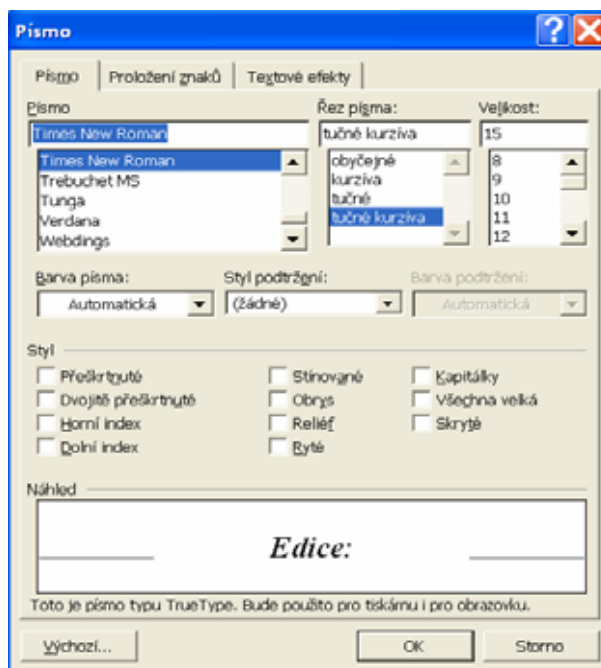 Písmo
Písmo Proložení znaků Textové efekty
Písmo Řez písma: Velikost:
Times New Roman tučné kurzíva 15
Times New Roman obyčejné 8
Trebuchet MS kurzíva 9
Tunga tučné 10
Verdana tučné kurzíva 11
Webdings 12
Barva písma: Styl podtržení: Barva podtržení:
Automatická (žádné) Automatická
Styl
Přeškrtnuté Stínované Kapitálky
Dvojitě přeškrtnuté Obrys Všechna velká
Horní index Reliéf Skryté
Dolní index Ryté
Náhled
Edice:
Toto je písmo typu TrueType. Bude použito pro tiskárnu i pro obrazovku.
Výchozí... OK Storno